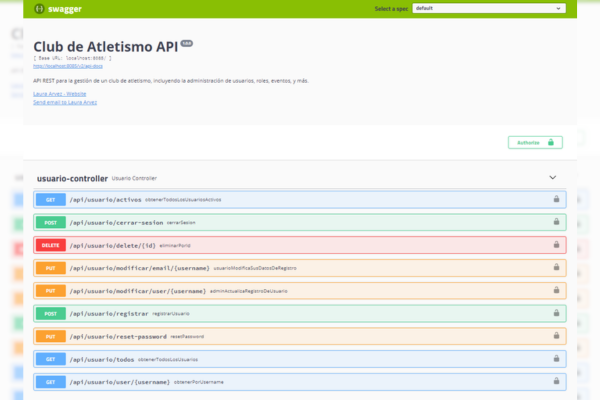 swagger
Select a spec default
Club de Atletismo API 1.0.0
[ Base URL: localhost:8080/ ]
http://localhost:8080/v2/api-docs
API REST para la gestión de un club de atletismo, incluyendo la administración de usuarios, roles, eventos, y más.
Laura Arvez - Website
Send email to Laura Arvez
Authorize
usuario-controller Usuario Controller
GET /api/usuario/activos obtenerTodosLosUsuariosActivos
POST /api/usuario/cerrar-sesion cerrarSesion
DELETE /api/usuario/delete/{id} eliminarPorId
PUT /api/usuario/modificar/email/{username} usuarioModificaSusDatosDeRegistro
PUT /api/usuario/modificar/user/{username} adminActualizaRegistroDeUsuario
POST /api/usuario/registrar registrarUsuario
PUT /api/usuario/reset-password resetPassword
GET /api/usuario/todos obtenerTodosLosUsuarios
GET /api/usuario/user/{username} obtenerPorUsername